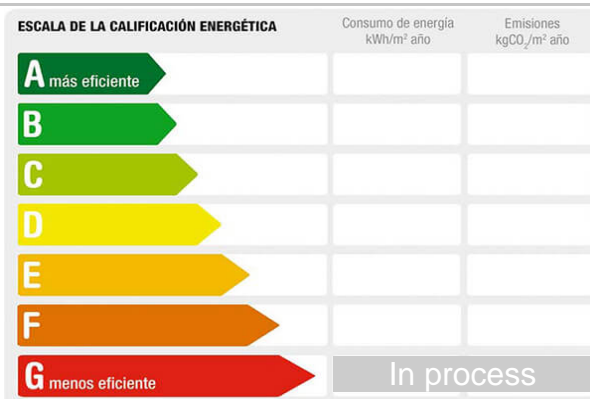 ESCALA DE LA CALIFICACIÓN ENERGÉTICA
Consumo de energía
kWh/m² año
Emisiones
kgCO₂/m² año
A más eficiente
B
C
D
E
F
G menos eficiente
In process